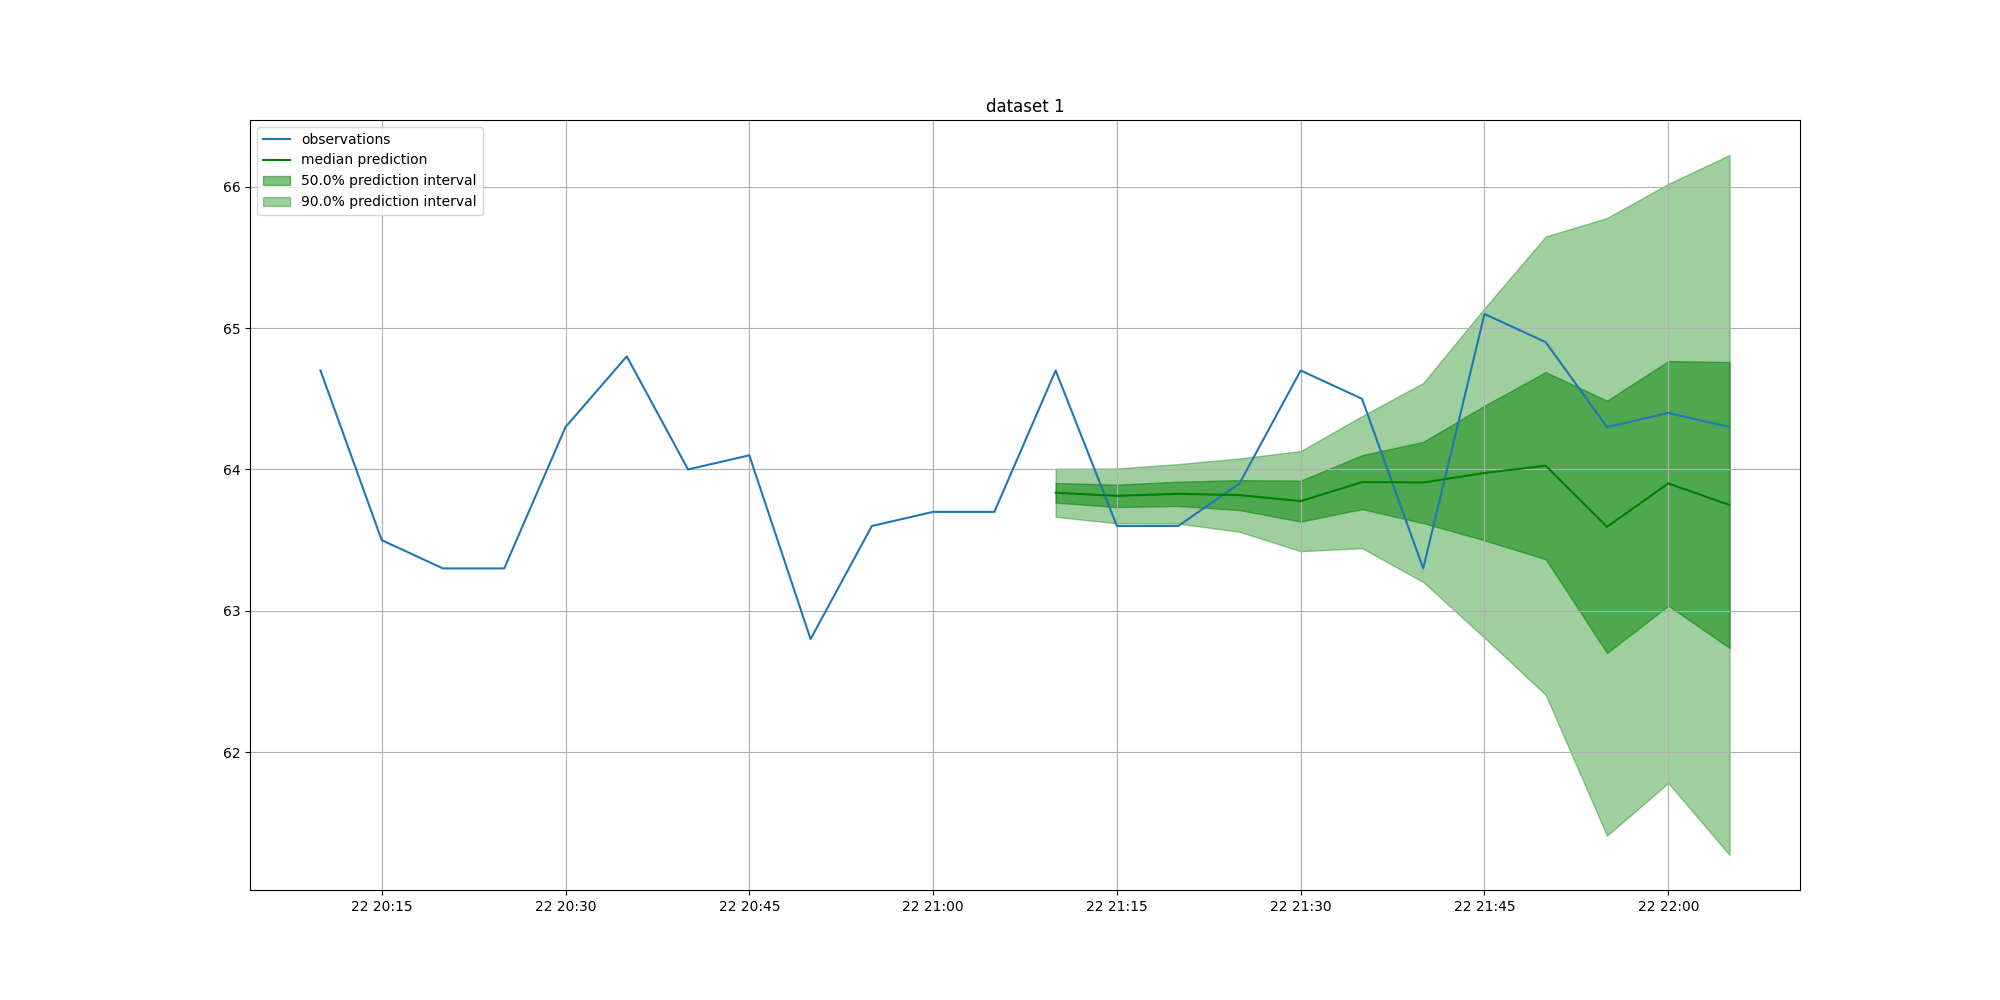 dataset 1
observations
median prediction
50.0% prediction interval
90.0% prediction interval
66
65
64
63
62
22 20:15 22 20:30 22 20:45 22 21:00 22 21:15 22 21:30 22 21:45 22 22:00